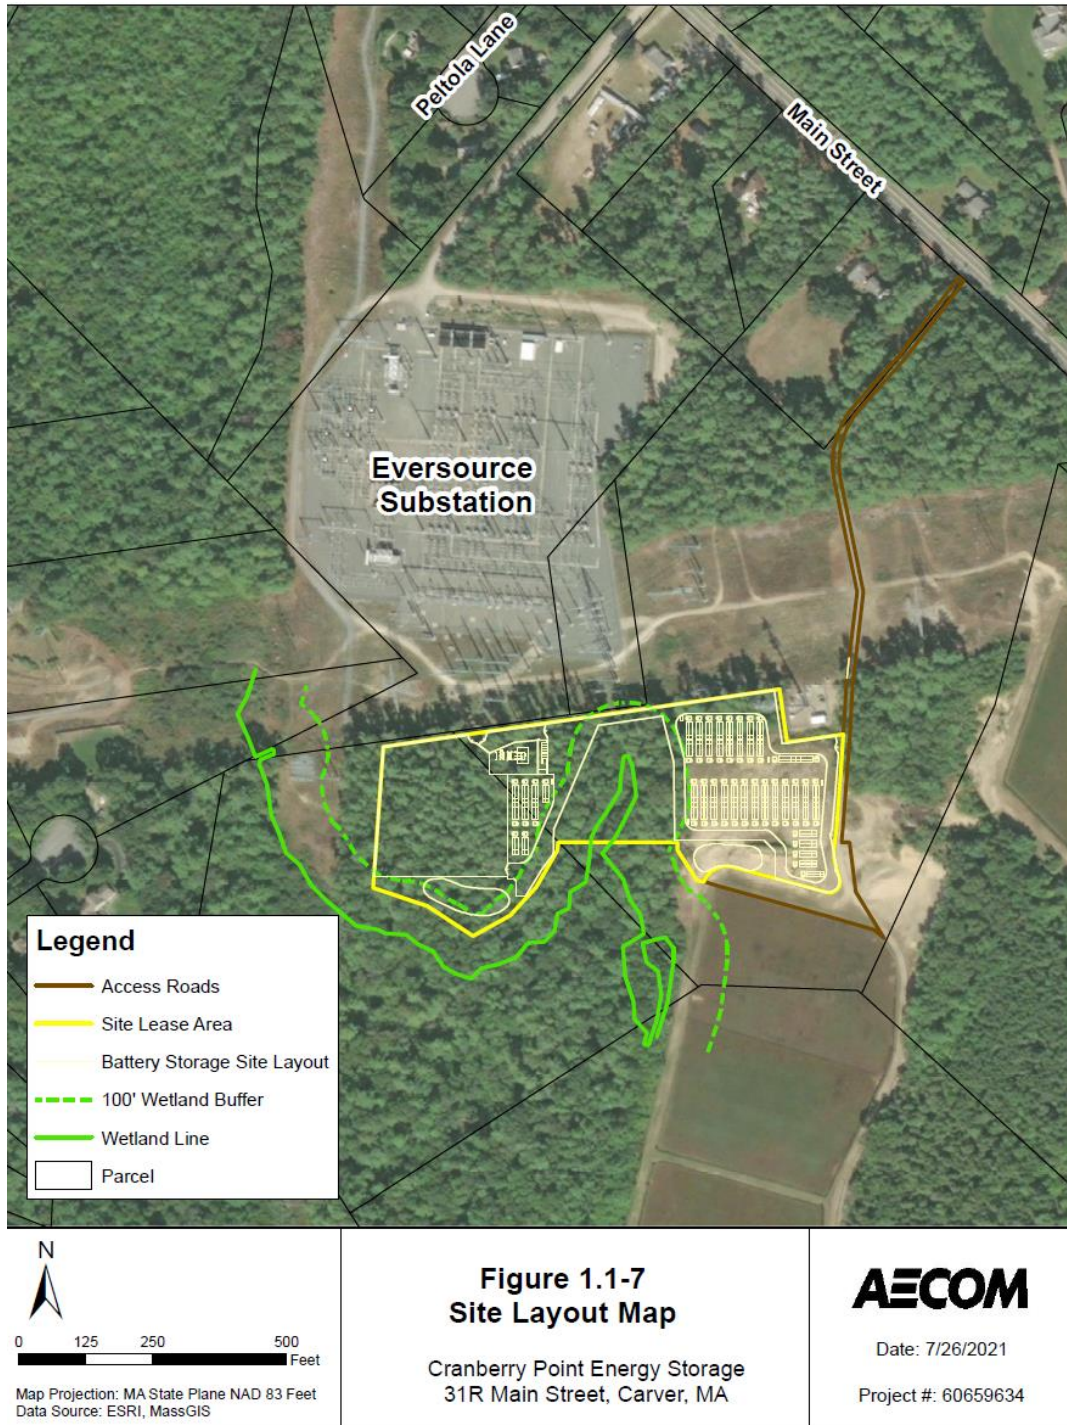 Peltola Lane
Main Street
Eversource
Substation
Legend
Access Roads
Site Lease Area
Battery Storage Site Layout
100' Wetland Buffer
Wetland Line
Parcel
N
0 125 250 500
Feet
Map Projection: MA State Plane NAD 83 Feet
Data Source: ESRI, MassGIS
Figure 1.1-7
Site Layout Map
Cranberry Point Energy Storage
31R Main Street, Carver, MA
AECOM
Date: 7/26/2021
Project #: 60659634